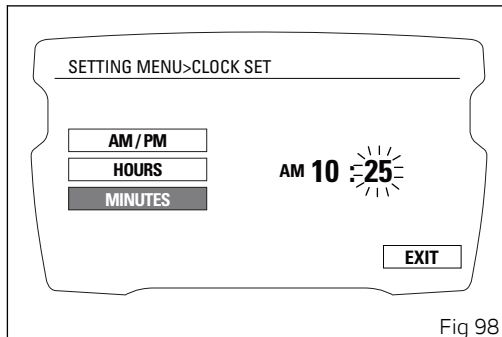 SETTING MENU>CLOCK SET
AM / PM
HOURS
MINUTES
AM 10 : 25
EXIT
Fig 98